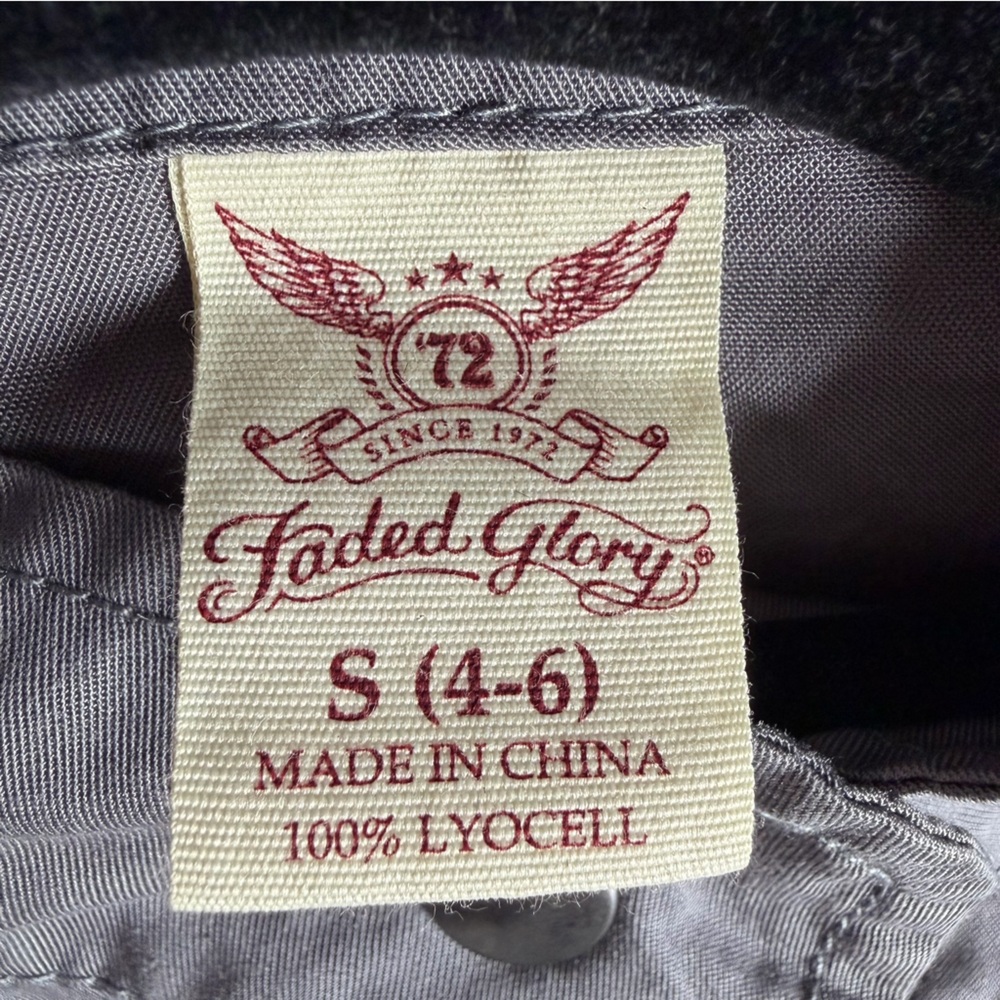 '72
SINCE 1972
Faded Glory®
S (4-6)
MADE IN CHINA
100% LYOCELL